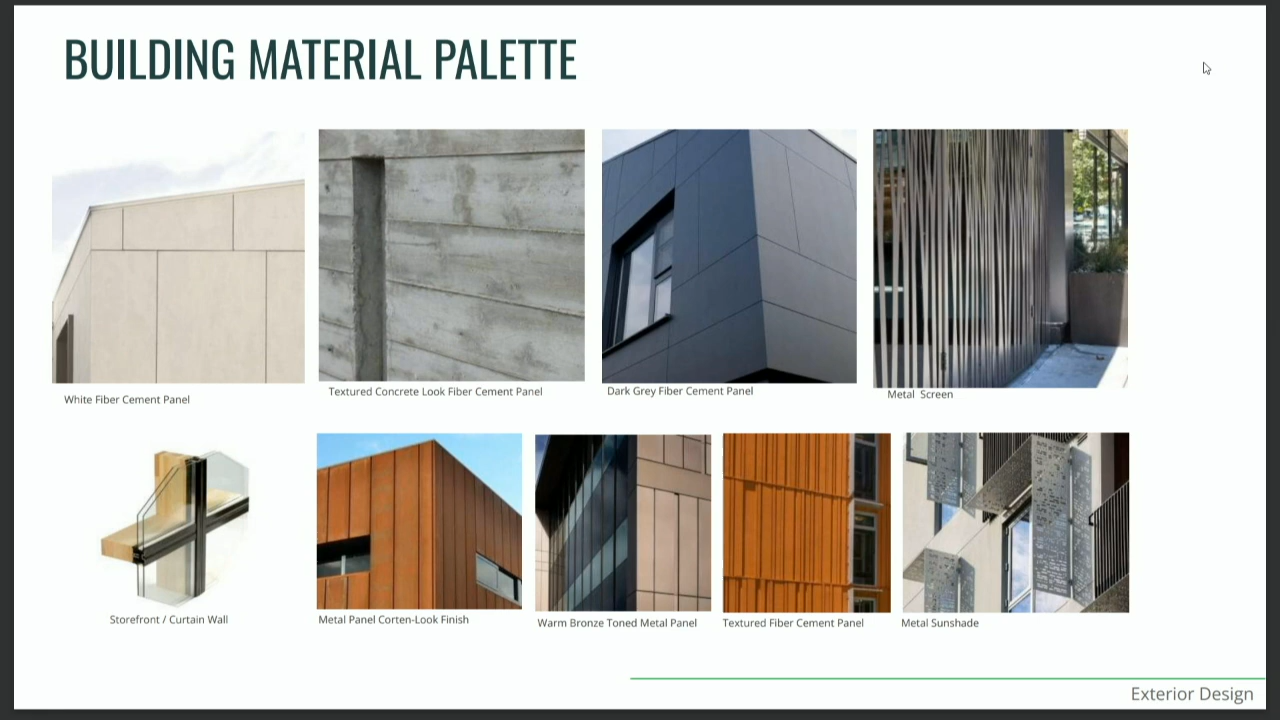 BUILDING MATERIAL PALETTE
White Fiber Cement Panel
Textured Concrete Look Fiber Cement Panel
Dark Grey Fiber Cement Panel
Metal Screen
Storefront / Curtain Wall
Metal Panel Corten-Look Finish
Warm Bronze Toned Metal Panel
Textured Fiber Cement Panel
Metal Sunshade
Exterior Design